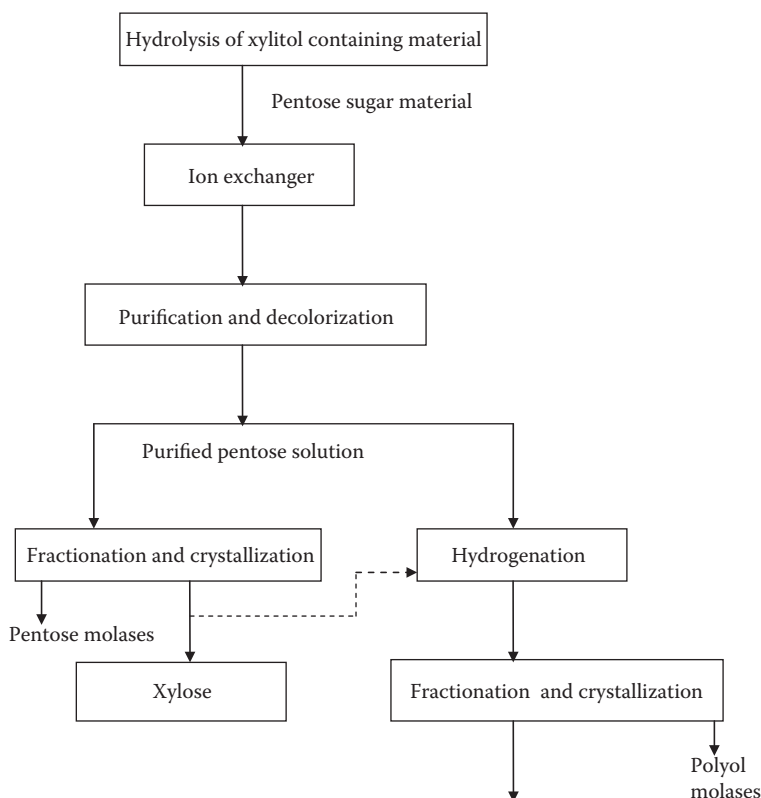 Hydrolysis of xylitol containing material
Pentose sugar material
Ion exchanger
Purification and decolorization
Purified pentose solution
Fractionation and crystallization
Hydrogenation
Pentose molases
Xylose
Fractionation and crystallization
Polyol
molases